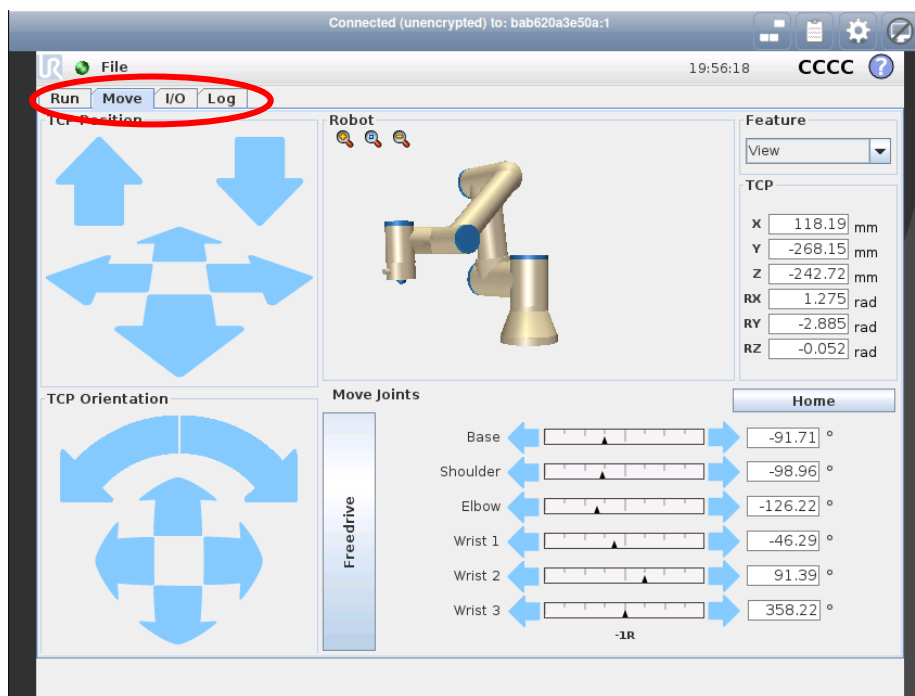 Connected (unencrypted) to: bab620a3e50a:1
UR File 19:56:18 CCCC ?
Run Move I/O Log
TCP Position
Robot
Feature
View
TCP
X 118.19 mm
Y -268.15 mm
Z -242.72 mm
RX 1.275 rad
RY -2.885 rad
RZ -0.052 rad
TCP Orientation
Move Joints
Home
Freedrive
Base -91.71 °
Shoulder -98.96 °
Elbow -126.22 °
Wrist 1 -46.29 °
Wrist 2 91.39 °
Wrist 3 358.22 °
-1R